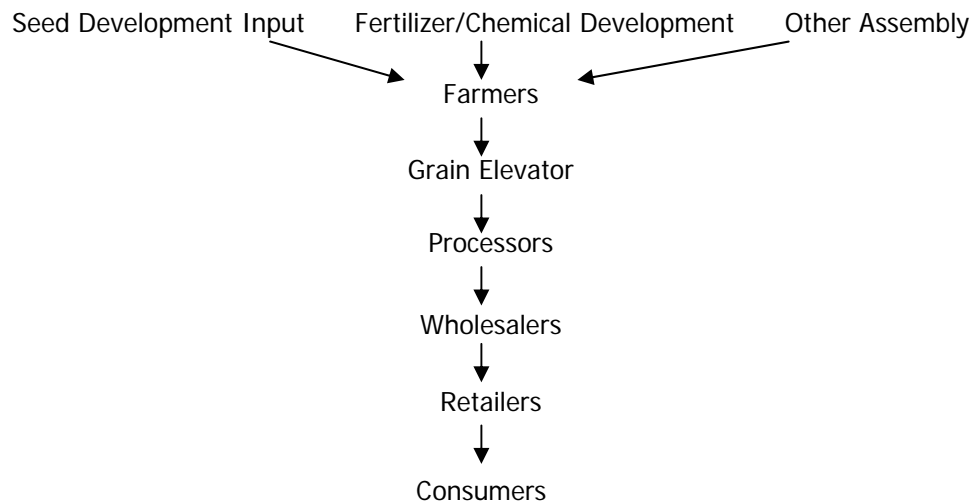 Seed Development Input Fertilizer/Chemical Development Other Assembly
Farmers
Grain Elevator
Processors
Wholesalers
Retailers
Consumers